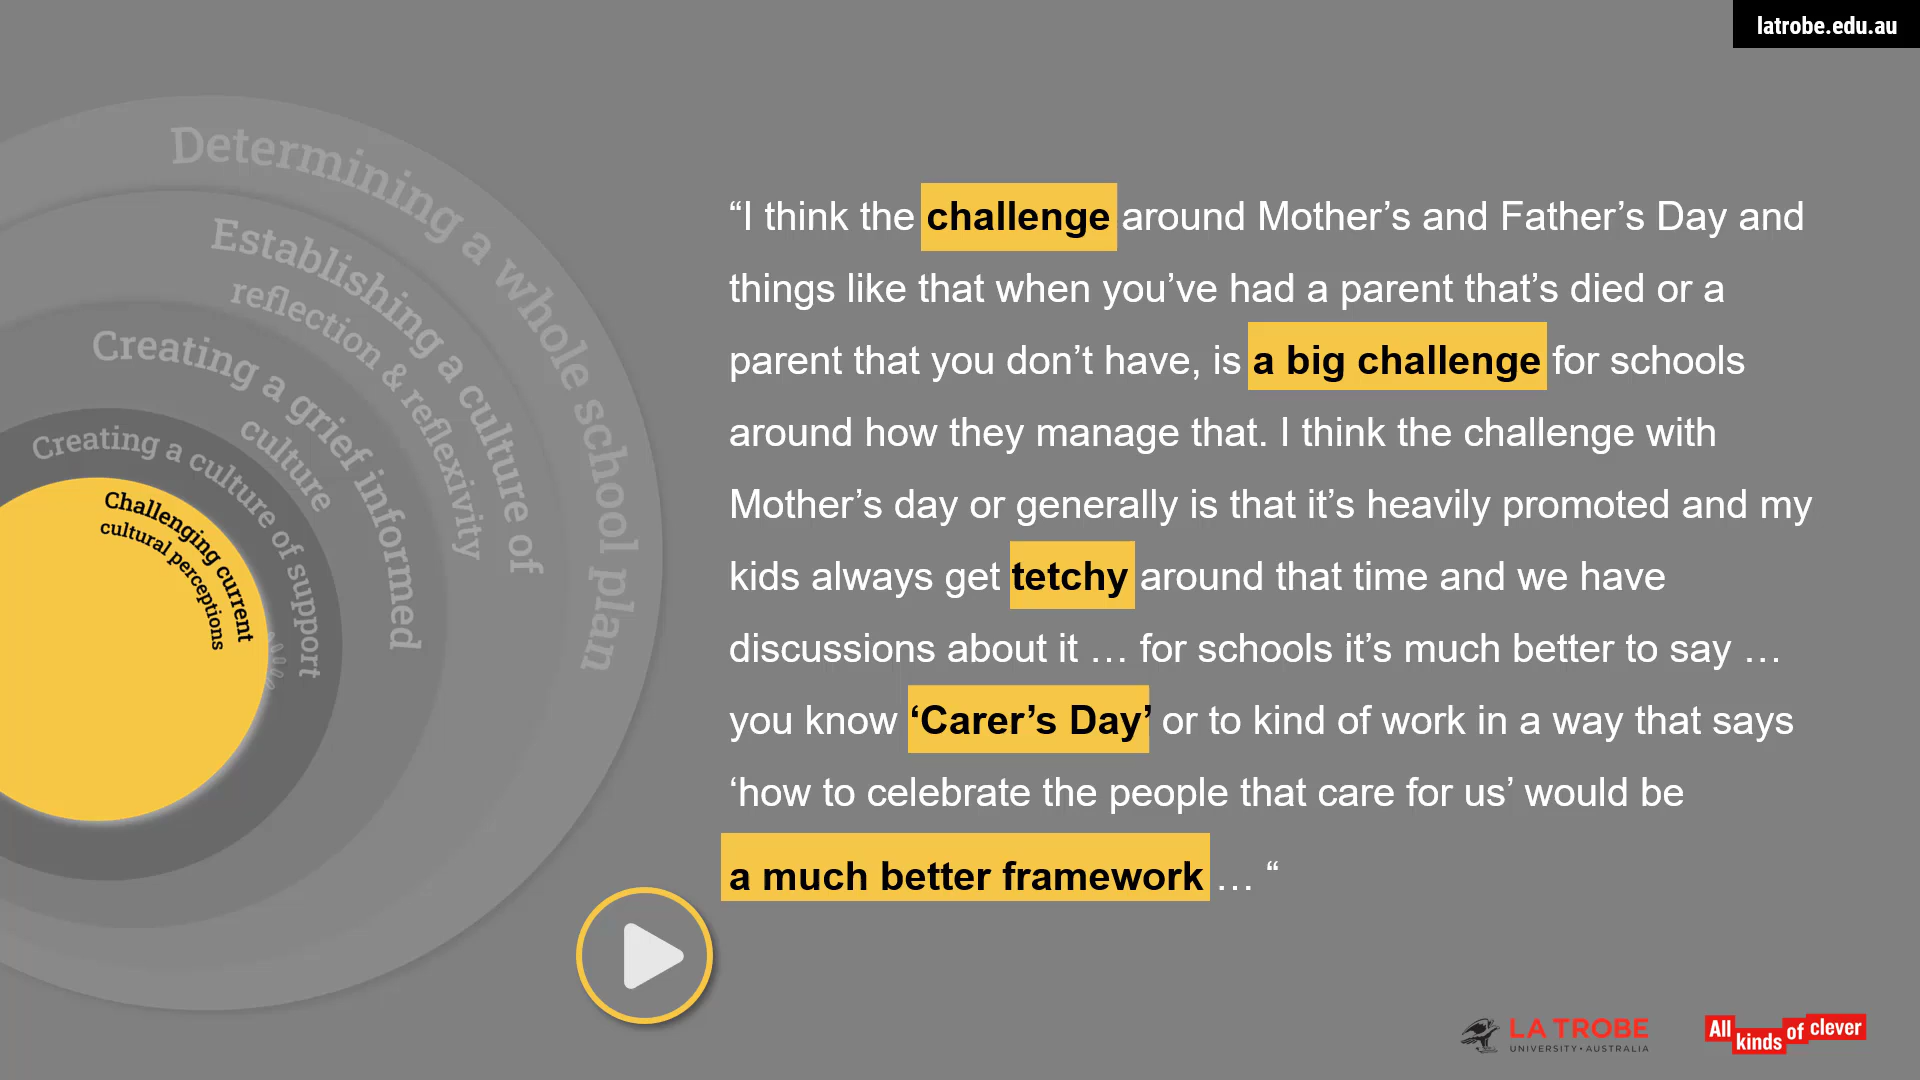 latrobe.edu.au
Determining a whole school plan
Establishing a culture of
reflection & reflexivity
Creating a grief informed
culture
Creating a culture of support
Challenging current
cultural perceptions
“I think the challenge around Mother’s and Father’s Day and
things like that when you’ve had a parent that’s died or a
parent that you don’t have, is a big challenge for schools
around how they manage that. I think the challenge with
Mother’s day or generally is that it’s heavily promoted and my
kids always get tetchy around that time and we have
discussions about it … for schools it’s much better to say …
you know ‘Carer’s Day’ or to kind of work in a way that says
‘how to celebrate the people that care for us’ would be
a much better framework … “
LA TROBE
UNIVERSITY • AUSTRALIA
All kinds of clever